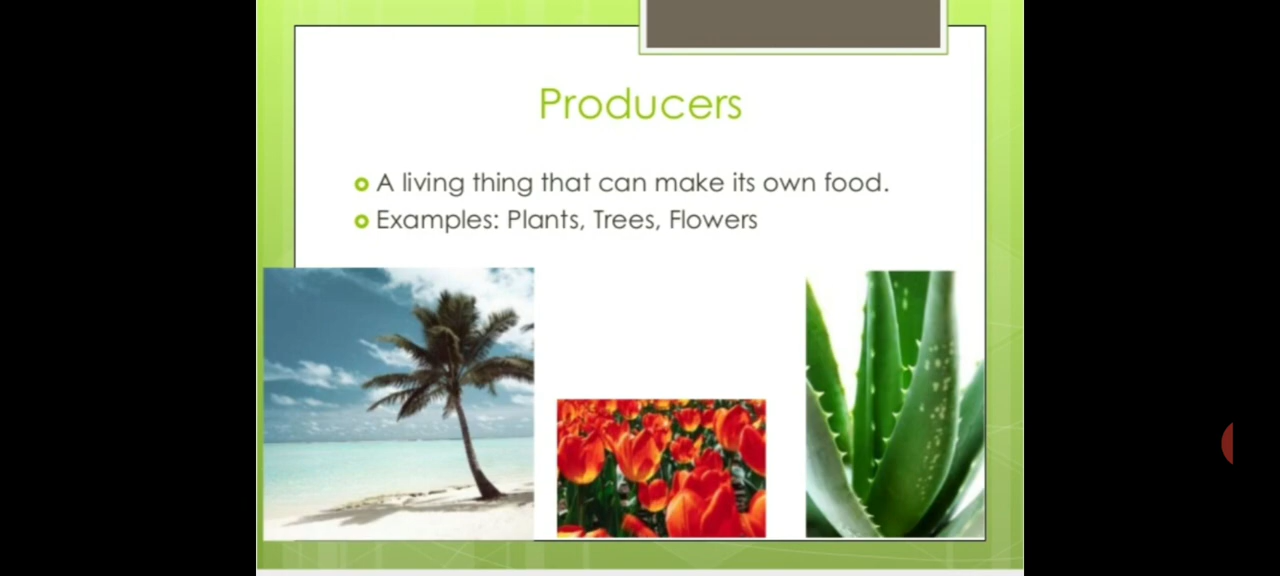 Producers
A living thing that can make its own food.
Examples: Plants, Trees, Flowers